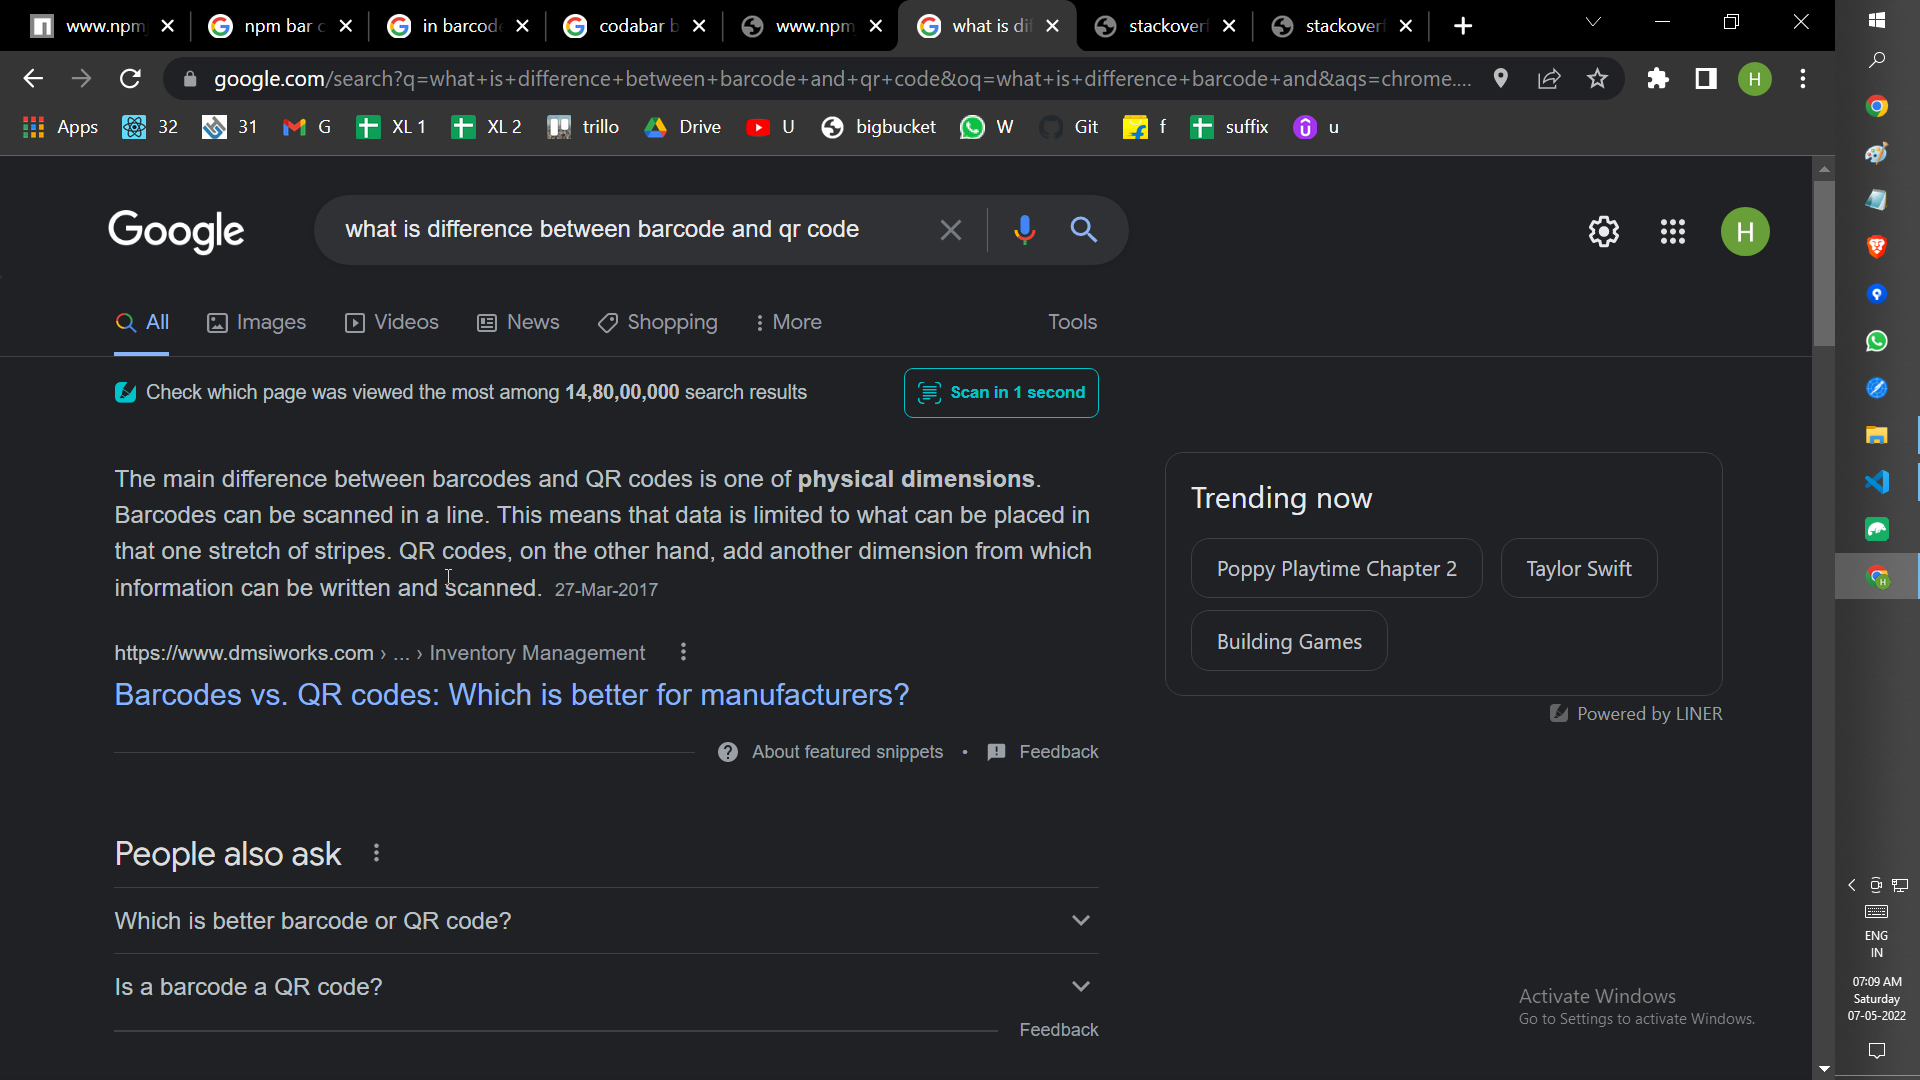 www.npm
npm bar c
in barcod
codabar b
www.npm
what is di
stackover
stackover
google.com/search?q=what+is+difference+between+barcode+and+qr+code&oq=what+is+difference+barcode+and&aqs=chrome....
H
Apps
32
31
G
XL 1
XL 2
trillo
Drive
U
bigbucket
W
Git
f
suffix
u
Google
what is difference between barcode and qr code
H
All
Images
Videos
News
Shopping
More
Tools
Check which page was viewed the most among 14,80,00,000 search results
Scan in 1 second
The main difference between barcodes and QR codes is one of physical dimensions.
Barcodes can be scanned in a line. This means that data is limited to what can be placed in
that one stretch of stripes. QR codes, on the other hand, add another dimension from which
information can be written and scanned. 27-Mar-2017
https://www.dmsiworks.com › ... › Inventory Management
Barcodes vs. QR codes: Which is better for manufacturers?
About featured snippets • Feedback
Trending now
Poppy Playtime Chapter 2
Taylor Swift
Building Games
Powered by LINER
People also ask
Which is better barcode or QR code?
Is a barcode a QR code?
Feedback
Activate Windows
Go to Settings to activate Windows.
ENG
IN
07:09 AM
Saturday
07-05-2022